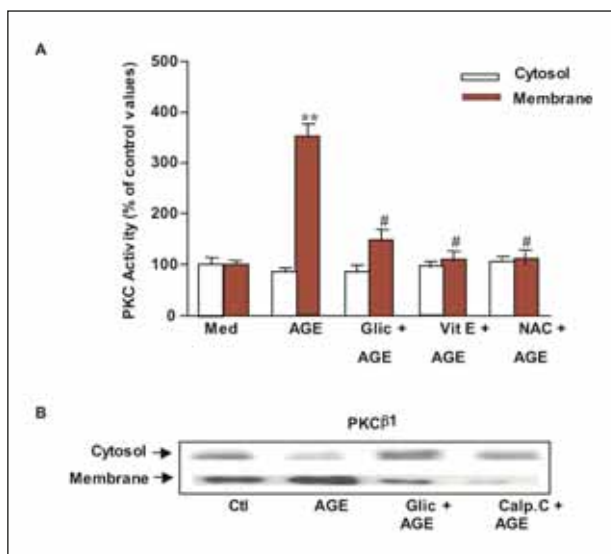 A
500
400
300
200
100
0
PKC Activity (% of control values)
Cytosol
Membrane
**
#
#
#
Med
AGE
Glic +
AGE
Vit E +
AGE
NAC +
AGE
B
PKCβ1
Cytosol
Membrane
Ctl
AGE
Glic +
AGE
Calp.C +
AGE